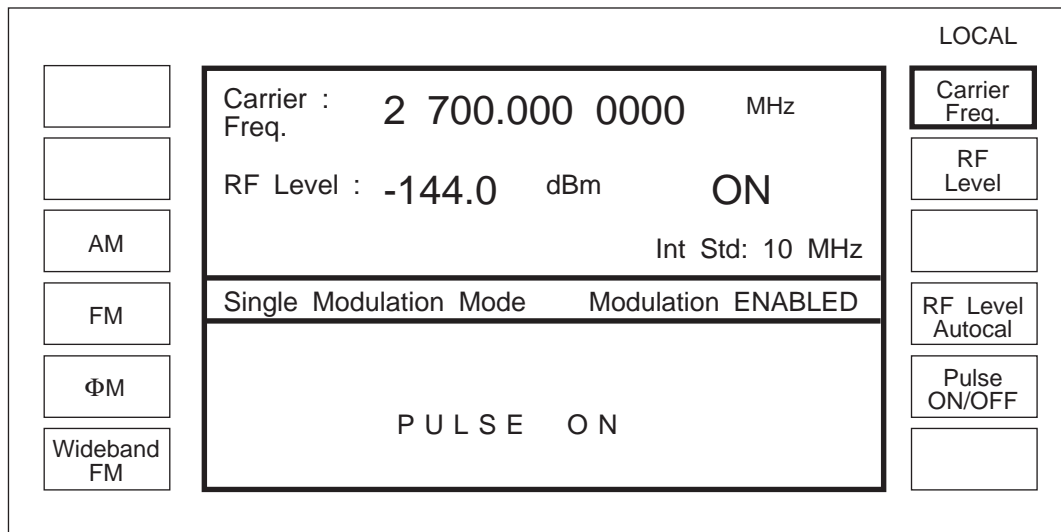 LOCAL
Carrier :
Freq.
2 700.000 0000 MHz
RF Level : -144.0 dBm ON
Int Std: 10 MHz
Single Modulation Mode Modulation ENABLED
PULSE ON
AM
FM
ΦM
Wideband
FM
Carrier
Freq.
RF
Level
RF Level
Autocal
Pulse
ON/OFF